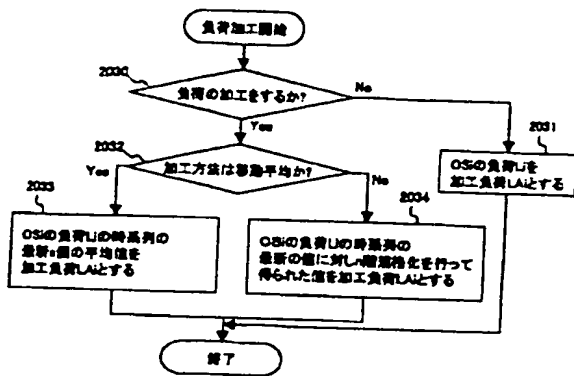 負荷加工開始
2030
負荷の加工をするか?
No
Yes
2031
OSiの負荷Liを
加工負荷LAiとする
2032
加工方法は移動平均か?
Yes
No
2033
OSiの負荷Liの時系列の
最新s個の平均値を
加工負荷LAiとする
2034
OSiの負荷Liの時系列の
最新の値に対しn階差格化を行って
得られた値を加工負荷LAiとする
終了